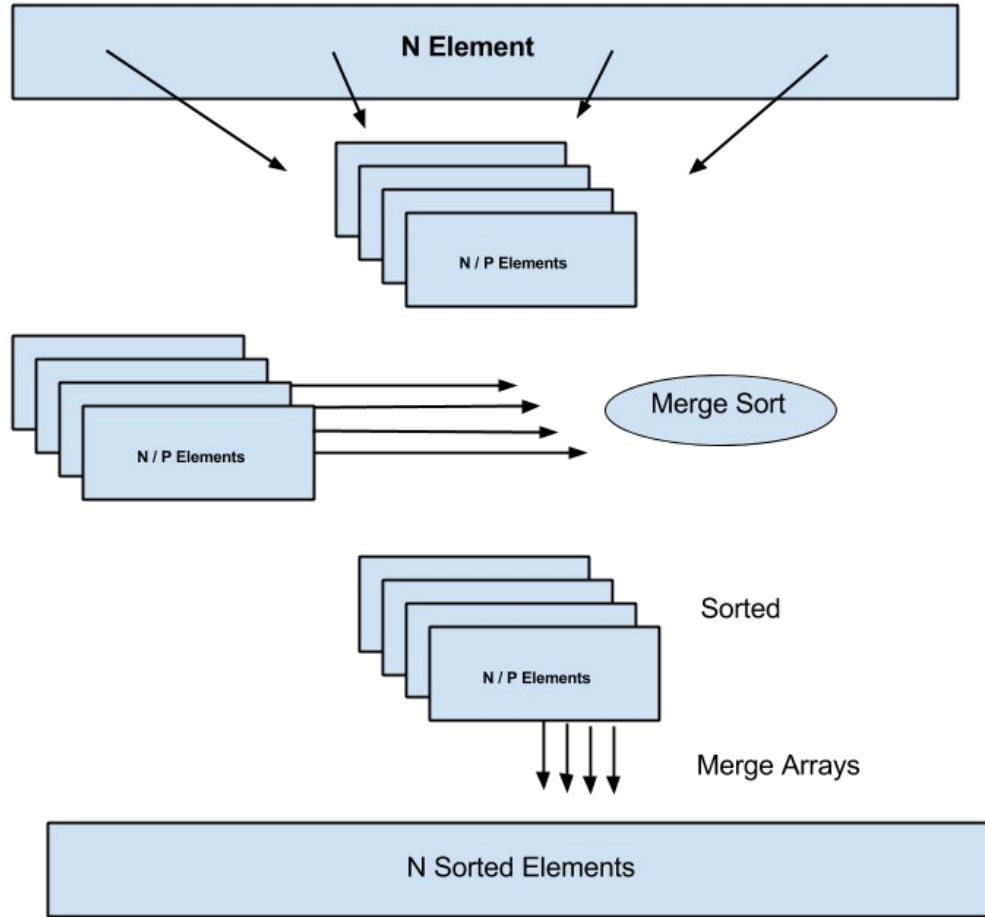 N Element
N / P Elements
Merge Sort
N / P Elements
Sorted
N / P Elements
Merge Arrays
N Sorted Elements